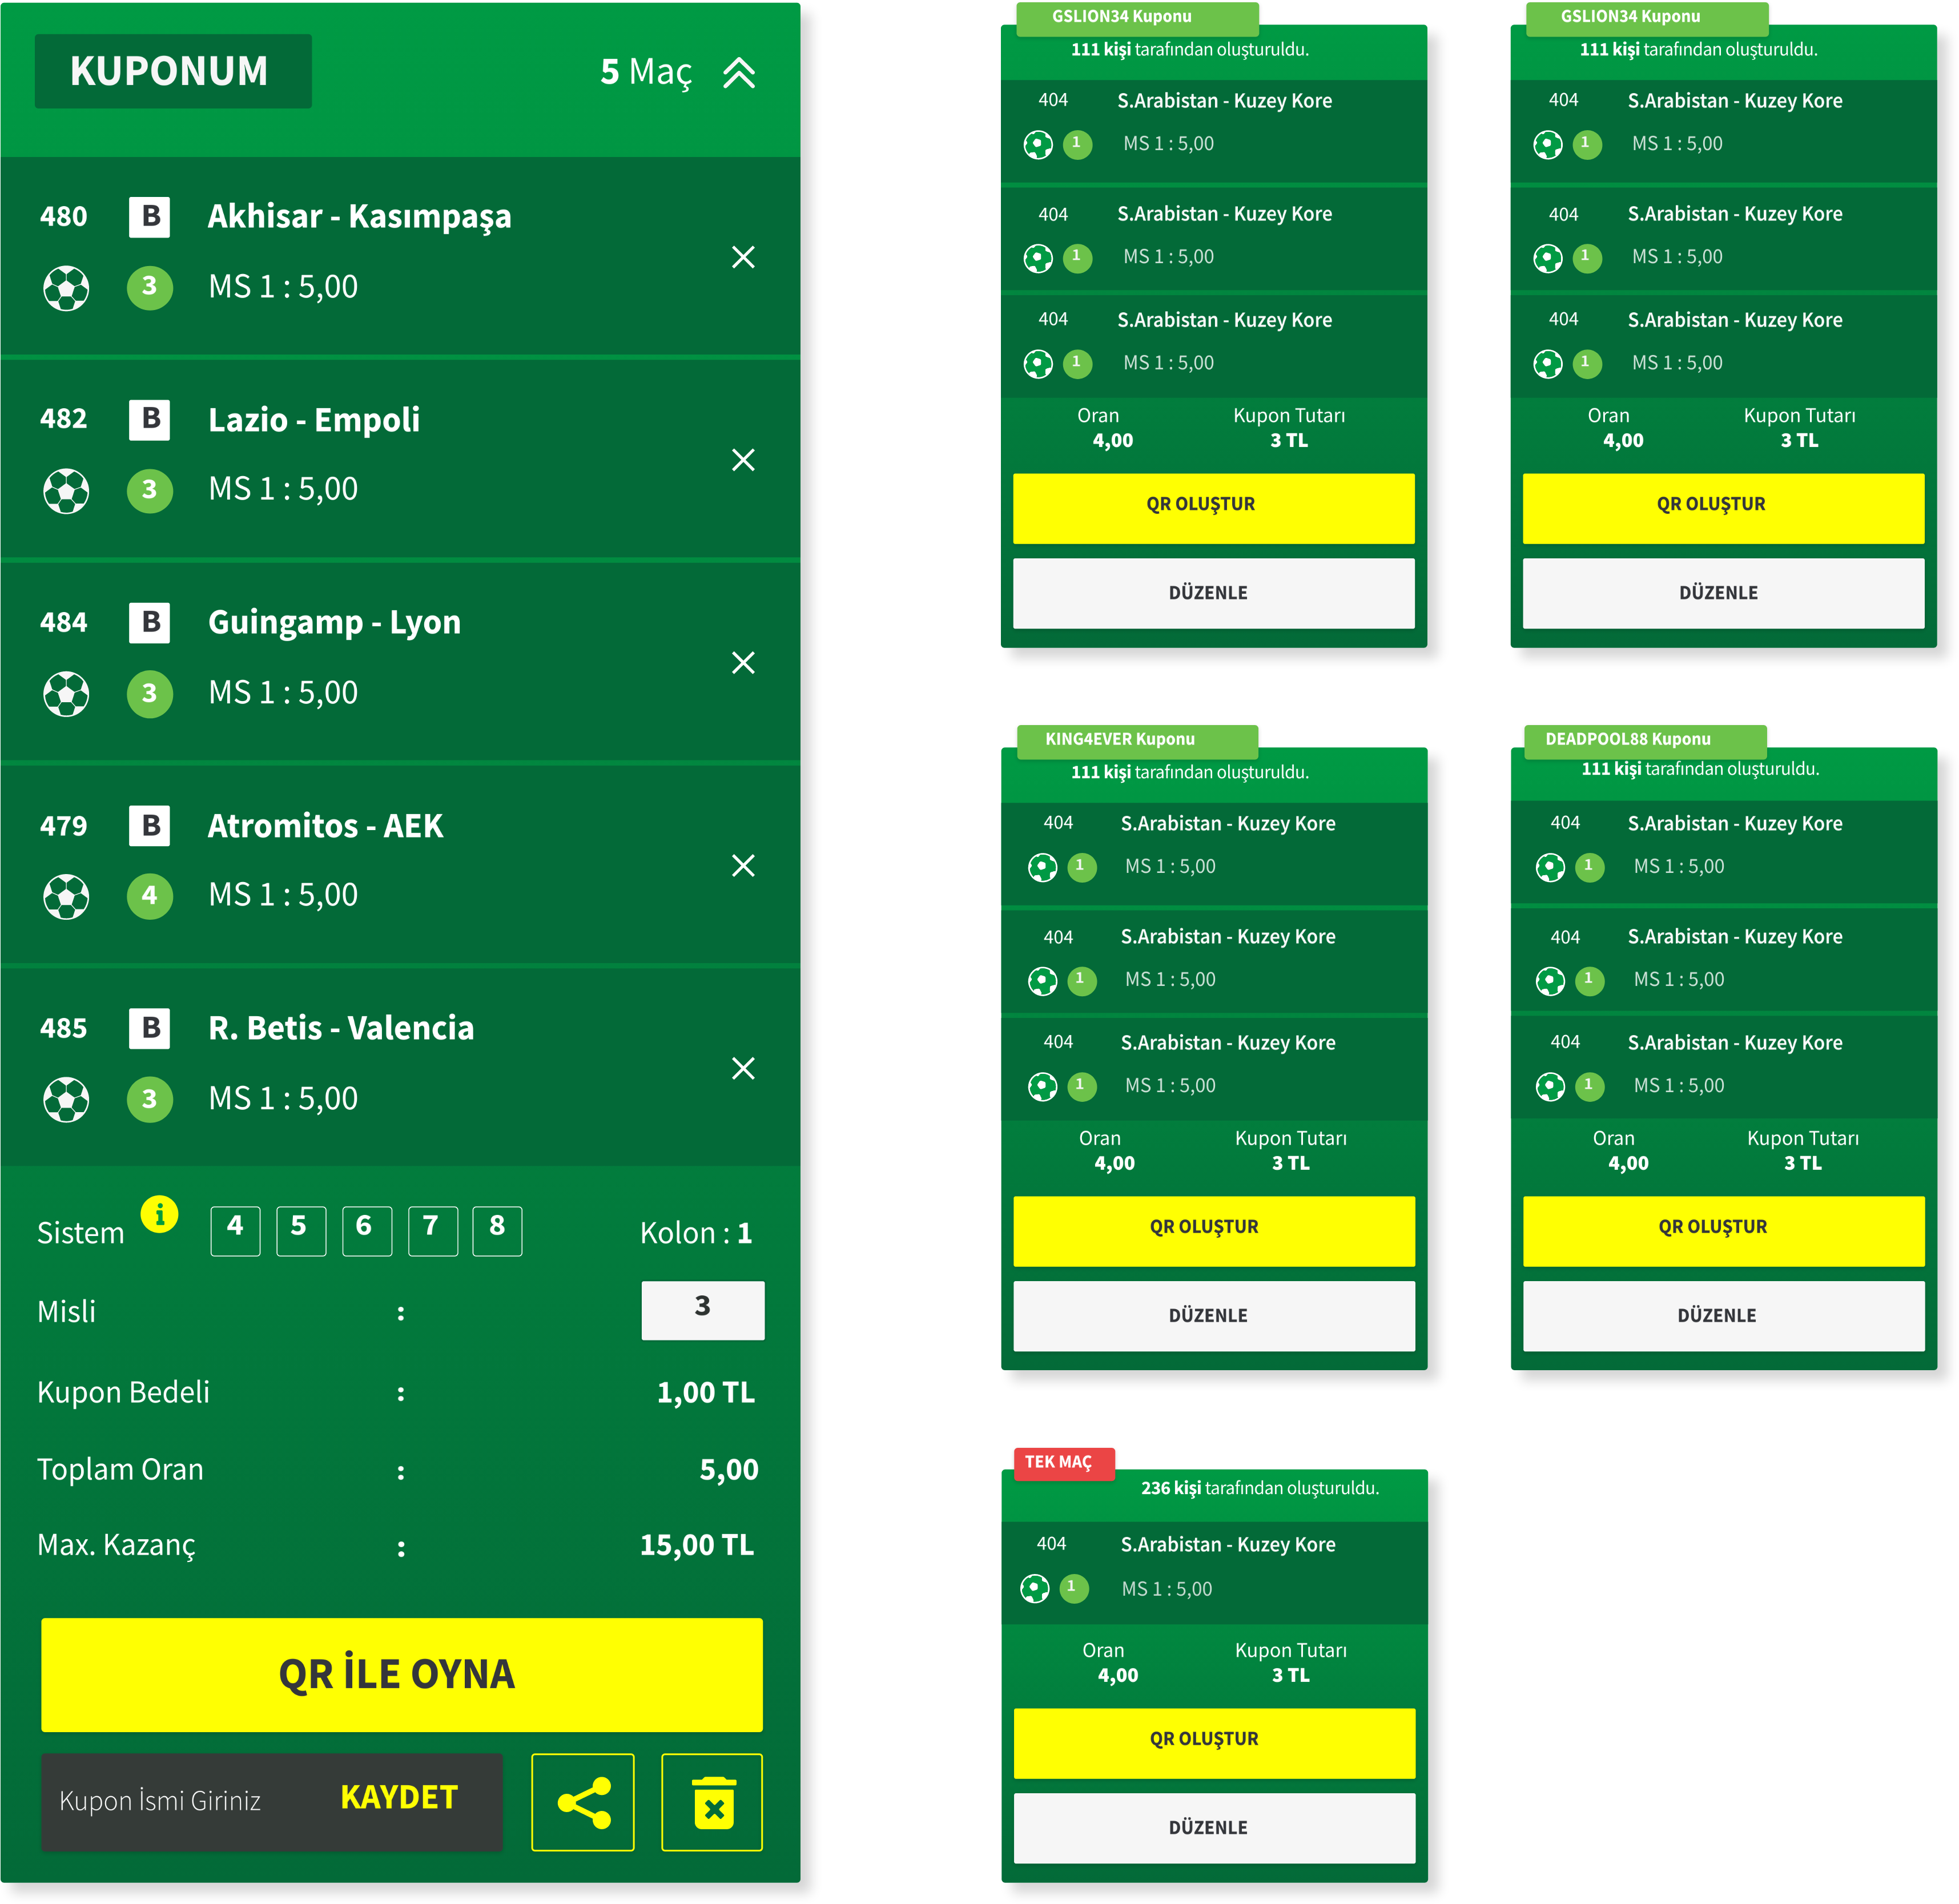 KUPONUM
5 Maç
480 B Akhisar - Kasımpaşa
3 MS 1 : 5,00
482 B Lazio - Empoli
3 MS 1 : 5,00
484 B Guingamp - Lyon
3 MS 1 : 5,00
479 B Atromitos - AEK
4 MS 1 : 5,00
485 B R. Betis - Valencia
3 MS 1 : 5,00
Sistem i 4 5 6 7 8 Kolon : 1
Misli : 3
Kupon Bedeli : 1,00 TL
Toplam Oran : 5,00
Max. Kazanç : 15,00 TL
QR İLE OYNA
Kupon İsmi Giriniz KAYDET
GSLION34 Kuponu
111 kişi tarafından oluşturuldu.
404 S.Arabistan - Kuzey Kore
1 MS 1 : 5,00
404 S.Arabistan - Kuzey Kore
1 MS 1 : 5,00
404 S.Arabistan - Kuzey Kore
1 MS 1 : 5,00
Oran Kupon Tutarı
4,00 3 TL
QR OLUŞTUR
DÜZENLE
GSLION34 Kuponu
111 kişi tarafından oluşturuldu.
404 S.Arabistan - Kuzey Kore
1 MS 1 : 5,00
404 S.Arabistan - Kuzey Kore
1 MS 1 : 5,00
404 S.Arabistan - Kuzey Kore
1 MS 1 : 5,00
Oran Kupon Tutarı
4,00 3 TL
QR OLUŞTUR
DÜZENLE
KING4EVER Kuponu
111 kişi tarafından oluşturuldu.
404 S.Arabistan - Kuzey Kore
1 MS 1 : 5,00
404 S.Arabistan - Kuzey Kore
1 MS 1 : 5,00
404 S.Arabistan - Kuzey Kore
1 MS 1 : 5,00
Oran Kupon Tutarı
4,00 3 TL
QR OLUŞTUR
DÜZENLE
DEADPOOL88 Kuponu
111 kişi tarafından oluşturuldu.
404 S.Arabistan - Kuzey Kore
1 MS 1 : 5,00
404 S.Arabistan - Kuzey Kore
1 MS 1 : 5,00
404 S.Arabistan - Kuzey Kore
1 MS 1 : 5,00
Oran Kupon Tutarı
4,00 3 TL
QR OLUŞTUR
DÜZENLE
TEK MAÇ
236 kişi tarafından oluşturuldu.
404 S.Arabistan - Kuzey Kore
1 MS 1 : 5,00
Oran Kupon Tutarı
4,00 3 TL
QR OLUŞTUR
DÜZENLE